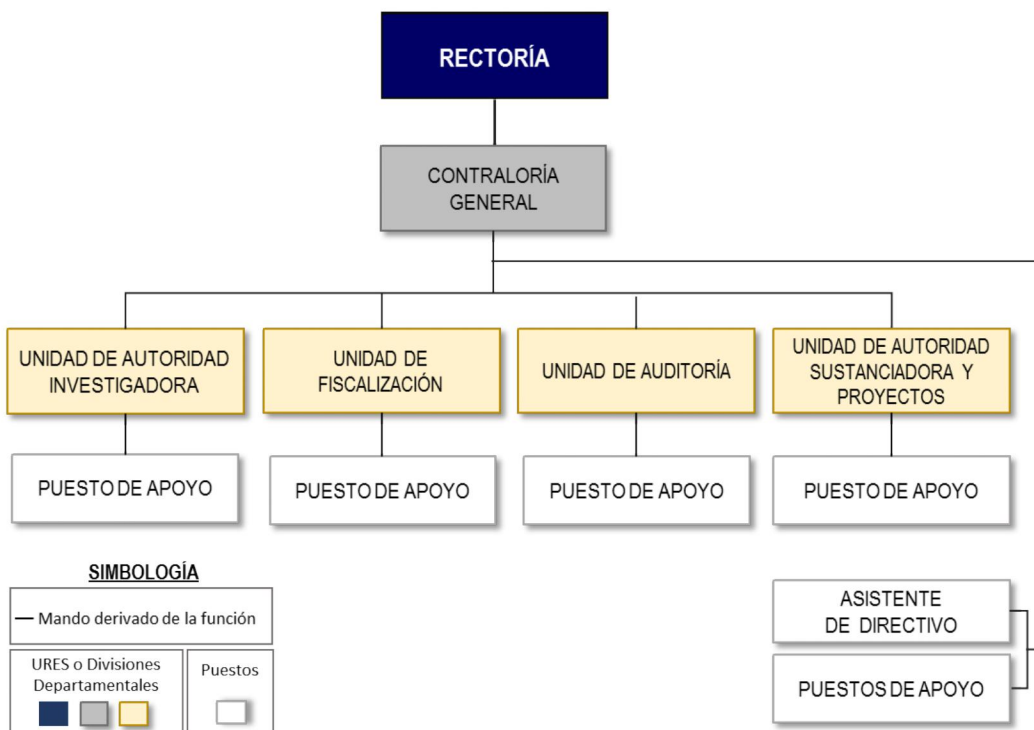 RECTORÍA
CONTRALORÍA
GENERAL
UNIDAD DE AUTORIDAD
INVESTIGADORA
UNIDAD DE
FISCALIZACIÓN
UNIDAD DE AUDITORÍA
UNIDAD DE AUTORIDAD
SUSTANCIADORA Y
PROYECTOS
PUESTO DE APOYO
PUESTO DE APOYO
PUESTO DE APOYO
PUESTO DE APOYO
SIMBOLOGÍA
Mando derivado de la función
URES o Divisiones
Departamentales
Puestos
ASISTENTE
DE DIRECTIVO
PUESTOS DE APOYO